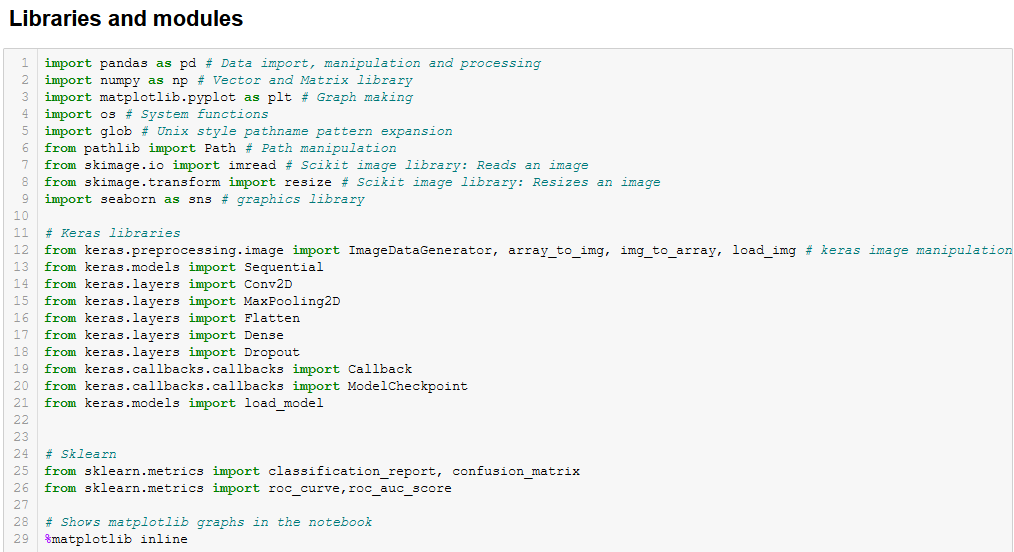 Libraries and modules
1 import pandas as pd # Data import, manipulation and processing
2 import numpy as np # Vector and Matrix library
3 import matplotlib.pyplot as plt # Graph making
4 import os # System functions
5 import glob # Unix style pathname pattern expansion
6 from pathlib import Path # Path manipulation
7 from skimage.io import imread # Scikit image library: Reads an image
8 from skimage.transform import resize # Scikit image library: Resizes an image
9 import seaborn as sns # graphics library
10
11 # Keras libraries
12 from keras.preprocessing.image import ImageDataGenerator, array_to_img, img_to_array, load_img # keras image manipulation
13 from keras.models import Sequential
14 from keras.layers import Conv2D
15 from keras.layers import MaxPooling2D
16 from keras.layers import Flatten
17 from keras.layers import Dense
18 from keras.layers import Dropout
19 from keras.callbacks.callbacks import Callback
20 from keras.callbacks.callbacks import ModelCheckpoint
21 from keras.models import load_model
22
23
24 # Sklearn
25 from sklearn.metrics import classification_report, confusion_matrix
26 from sklearn.metrics import roc_curve,roc_auc_score
27
28 # Shows matplotlib graphs in the notebook
29 %matplotlib inline